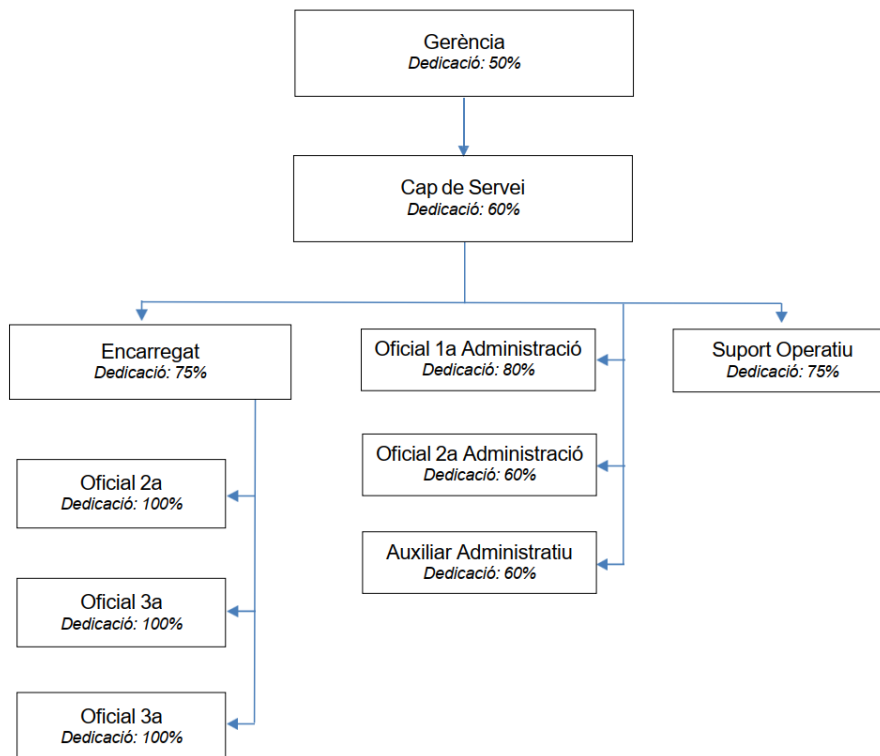 Gerència
Dedicació: 50%
Cap de Servei
Dedicació: 60%
Encarregat
Dedicació: 75%
Oficial 1a Administració
Dedicació: 80%
Suport Operatiu
Dedicació: 75%
Oficial 2a Administració
Dedicació: 60%
Auxiliar Administratiu
Dedicació: 60%
Oficial 2a
Dedicació: 100%
Oficial 3a
Dedicació: 100%
Oficial 3a
Dedicació: 100%